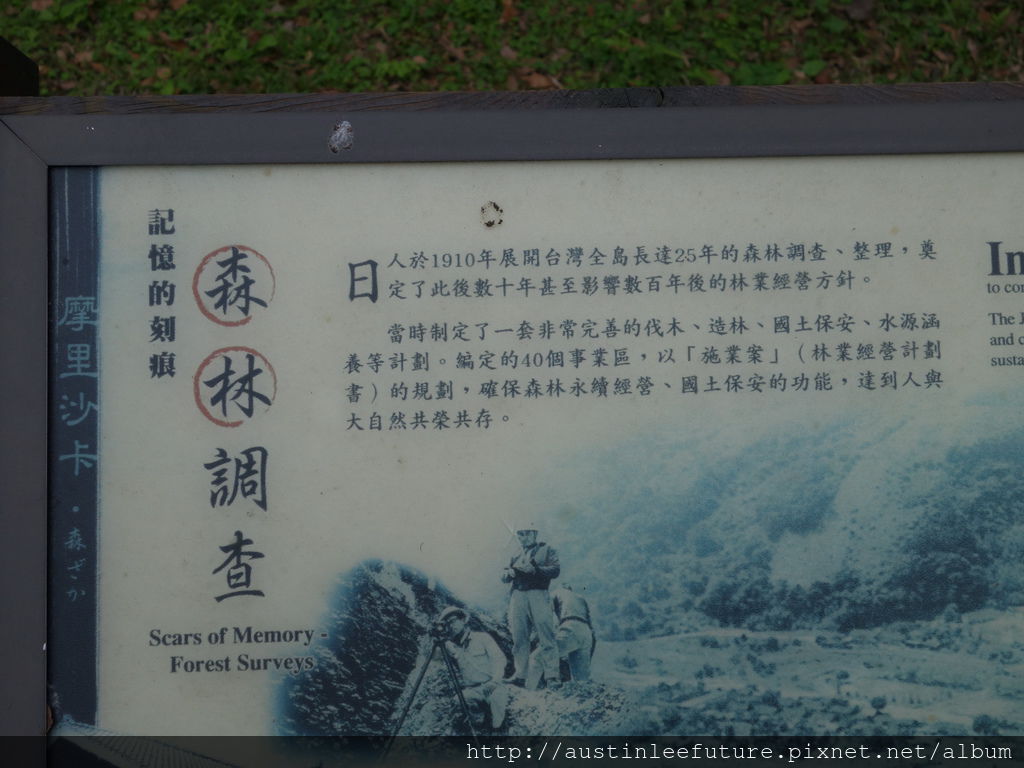 摩里沙卡・森ざか
記憶的刻痕
森林調查
Scars of Memory -
Forest Surveys
日人於1910年展開台灣全島長達25年的森林調查、整理，奠
定了此後數十年甚至影響數百年後的林業經營方針。
當時制定了一套非常完善的伐木、造林、國土保安、水源涵
養等計劃。編定的40個事業區，以「施業案」（林業經營計劃
書）的規劃，確保森林永續經營、國土保安的功能，達到人與
大自然共榮共存。
In
to con
The J
and c
susta
http://austinleefuture.pixnet.net/album